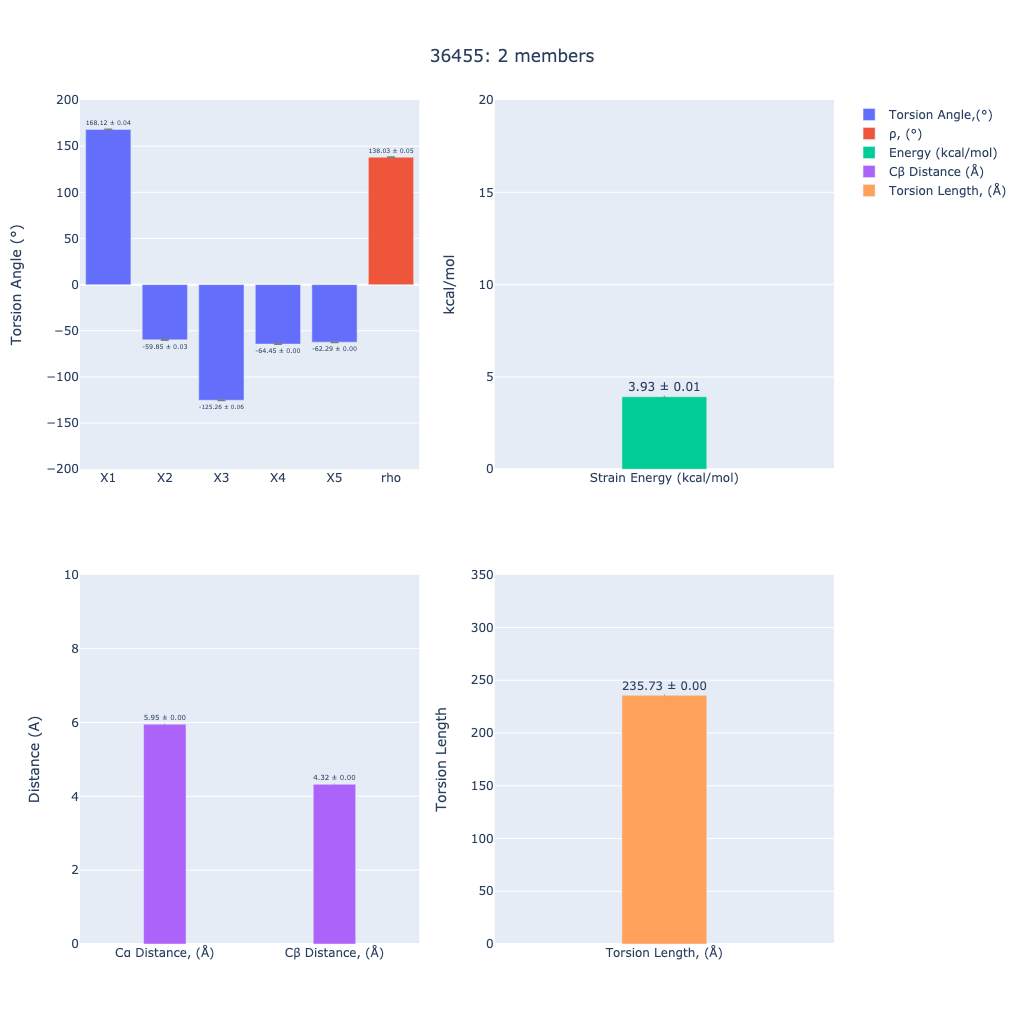 36455: 2 members
Torsion Angle (°)
200
150
100
50
0
−50
−100
−150
−200
168.12 ± 0.04
-59.85 ± 0.03
-125.26 ± 0.06
-64.45 ± 0.00
-62.29 ± 0.00
138.03 ± 0.05
X1 X2 X3 X4 X5 rho
kcal/mol
20
15
10
5
0
3.93 ± 0.01
Strain Energy (kcal/mol)
Torsion Angle,(°)
ρ, (°)
Energy (kcal/mol)
Cβ Distance (Å)
Torsion Length, (Å)
Distance (A)
10
8
6
4
2
0
5.95 ± 0.00
4.32 ± 0.00
Cα Distance, (Å) Cβ Distance, (Å)
Torsion Length
350
300
250
200
150
100
50
0
235.73 ± 0.00
Torsion Length, (Å)